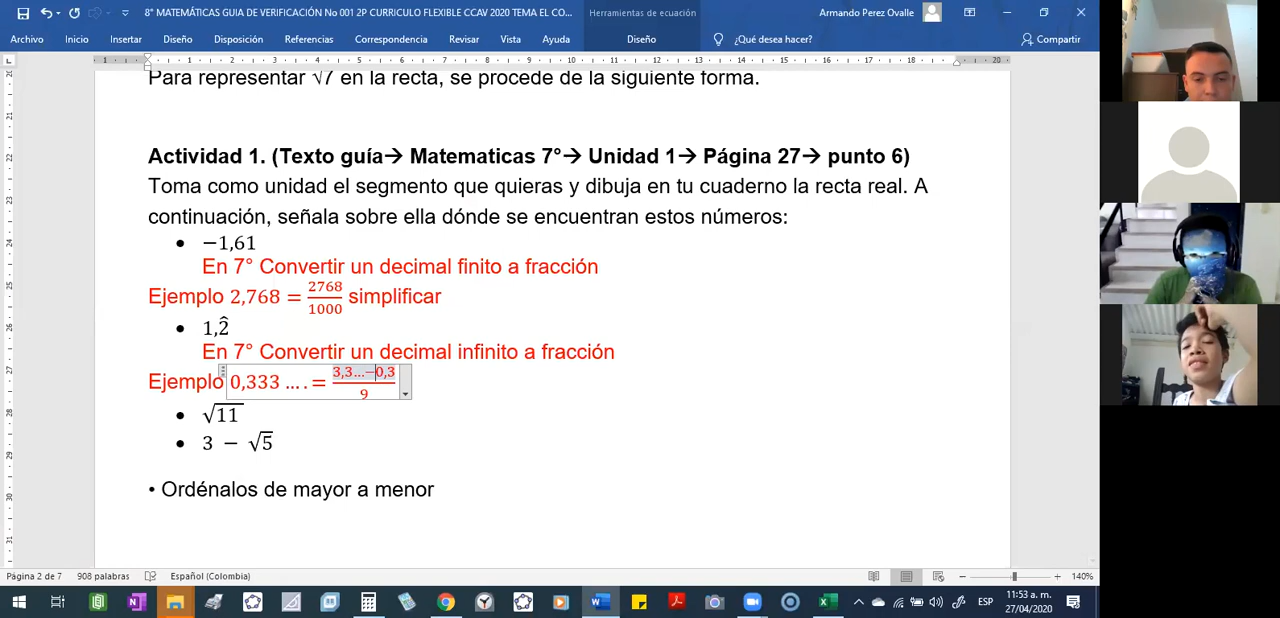 8° MATEMÁTICAS GUIA DE VERIFICACIÓN No 001 2P CURRICULO FLEXIBLE CCAV 2020 TEMA EL CO...
Herramientas de ecuación
Armando Perez Ovalle
Archivo Inicio Insertar Diseño Disposición Referencias Correspondencia Revisar Vista Ayuda Diseño ¿Qué desea hacer? Compartir
Para representar √7 en la recta, se procede de la siguiente forma.
Actividad 1. (Texto guía→ Matematicas 7°→ Unidad 1→ Página 27→ punto 6)
Toma como unidad el segmento que quieras y dibuja en tu cuaderno la recta real. A
continuación, señala sobre ella dónde se encuentran estos números:
• −1,61
En 7° Convertir un decimal finito a fracción
Ejemplo 2,768 = 2768/1000 simplificar
• 1,2̂
En 7° Convertir un decimal infinito a fracción
Ejemplo 0,333 .... = 3,3...−0,3/9
• √11
• 3 − √5
• Ordénalos de mayor a menor
Página 2 de 7 908 palabras Español (Colombia) 140%
ESP 11:53 a. m.
27/04/2020